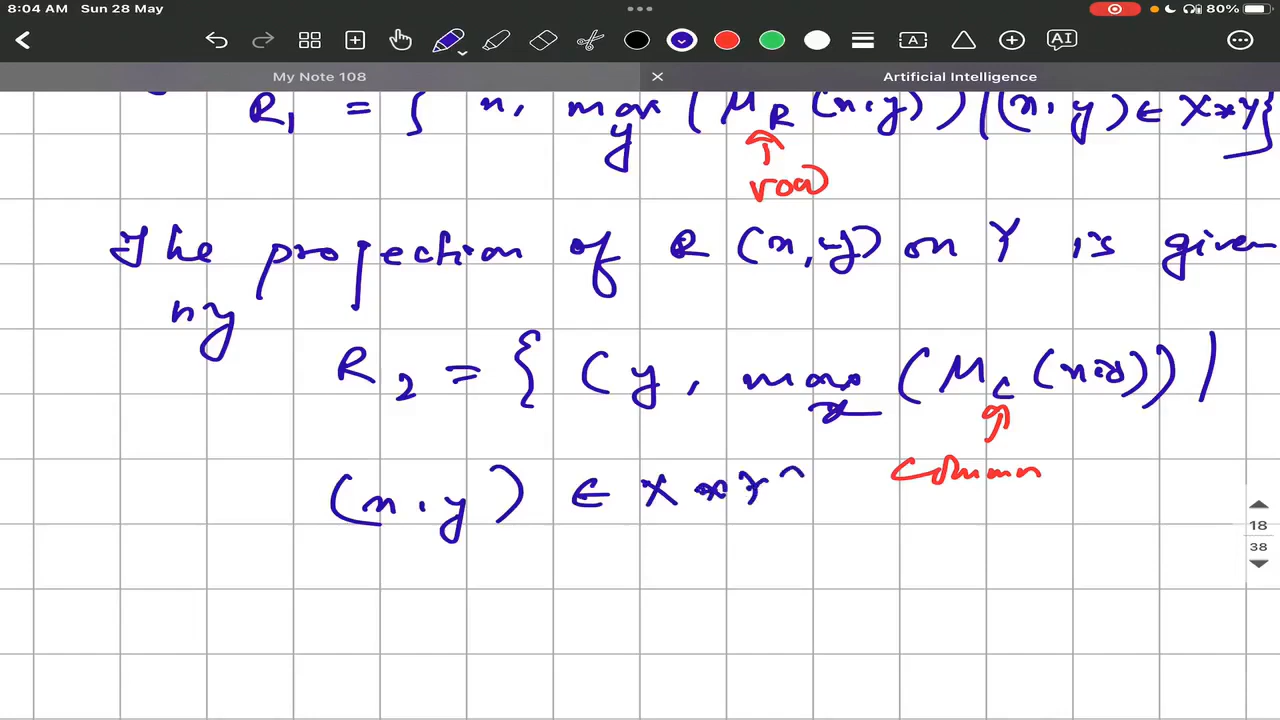 8:04 AM Sun 28 May 80%
My Note 108 Artificial Intelligence
R1 = { x, max y (μR (x,y)) | (x,y) ∈ X×Y}
row
The projection of R (x,y) on Y is given
by
R2 = { (y, max x (μC (x,y)) |
column
(x,y) ∈ X×Y
18
38